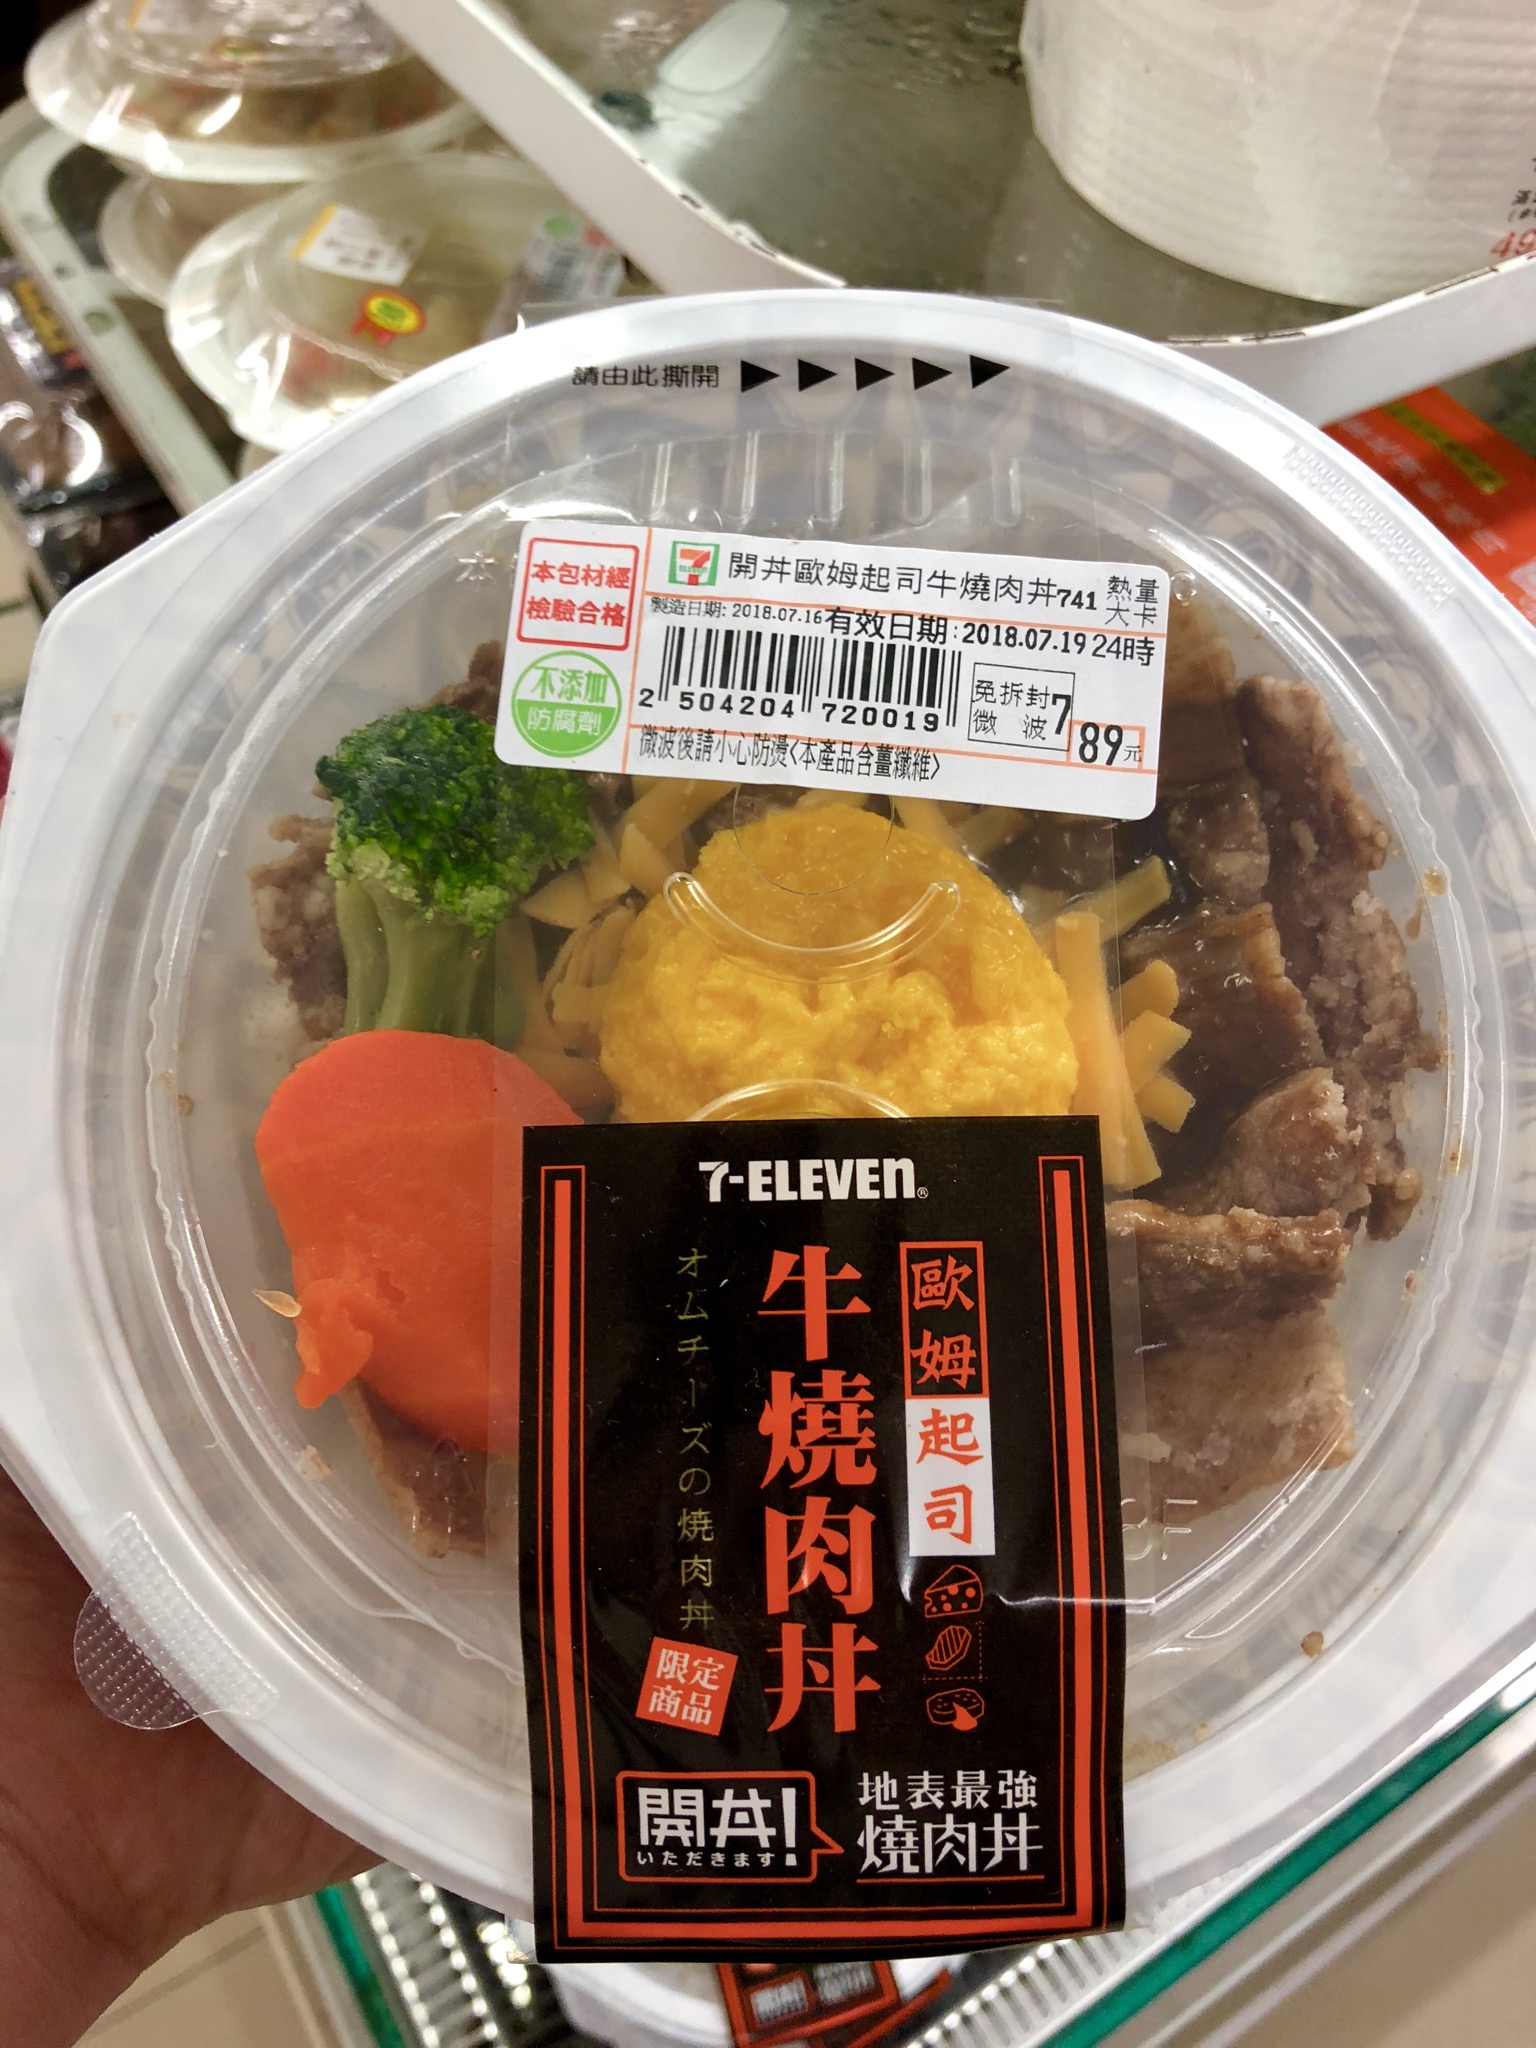 請由此撕開
本包材經
檢驗合格
不添加
防腐劑
7
ELEVEN
開丼歐姆起司牛燒肉丼741
熱量
大卡
製造日期: 2018.07.16
有效日期:2018.07.19 24時
2 504204 720019
免拆封
微 波
7
89元
微波後請小心防燙<本產品含薑纖維>
7-ELEVEn®
歐姆起司
牛燒肉丼
オムチーズの焼肉丼
限定
商品
開丼!
いただきます
地表最強
燒肉丼
49